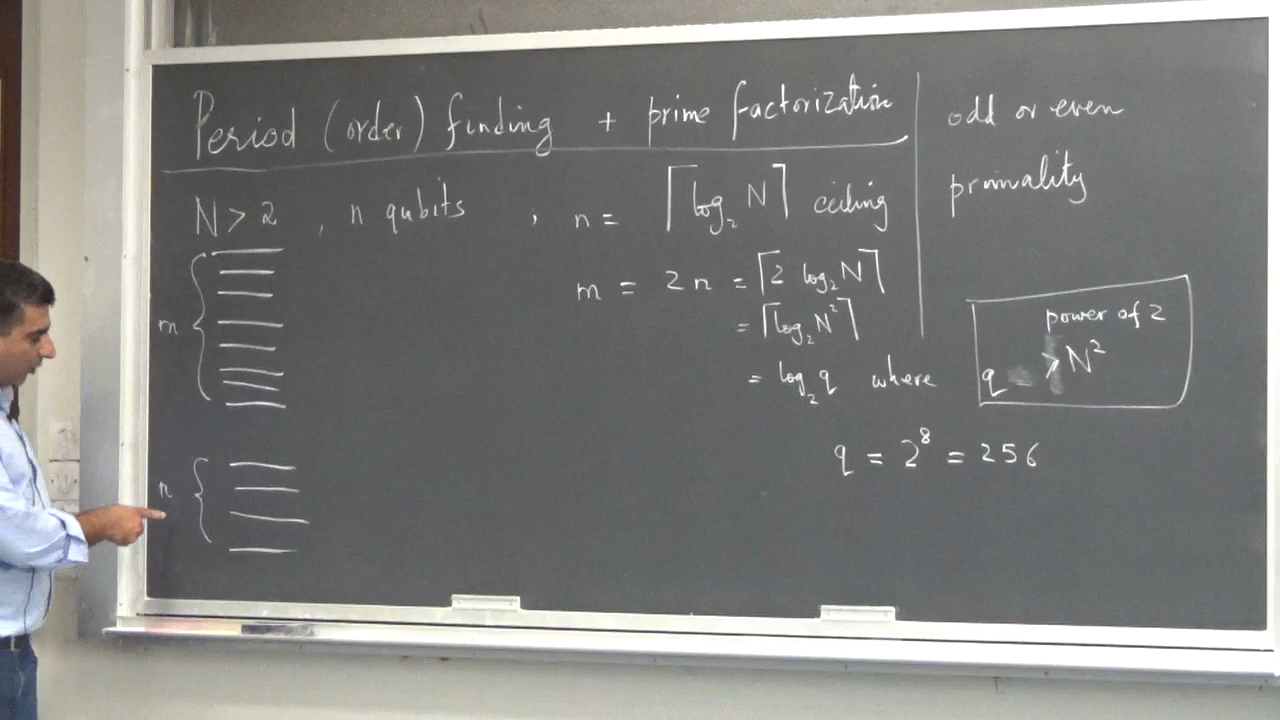 Period (order) finding + prime factorization
odd or even
primality
N > 2 , n qubits , n = ⌈log₂ N⌉ ceiling
m = 2n = ⌈2 log₂ N⌉
= ⌈log₂ N²⌉
= log₂ q where
power of 2
q > N²
q = 2⁸ = 256
m
n